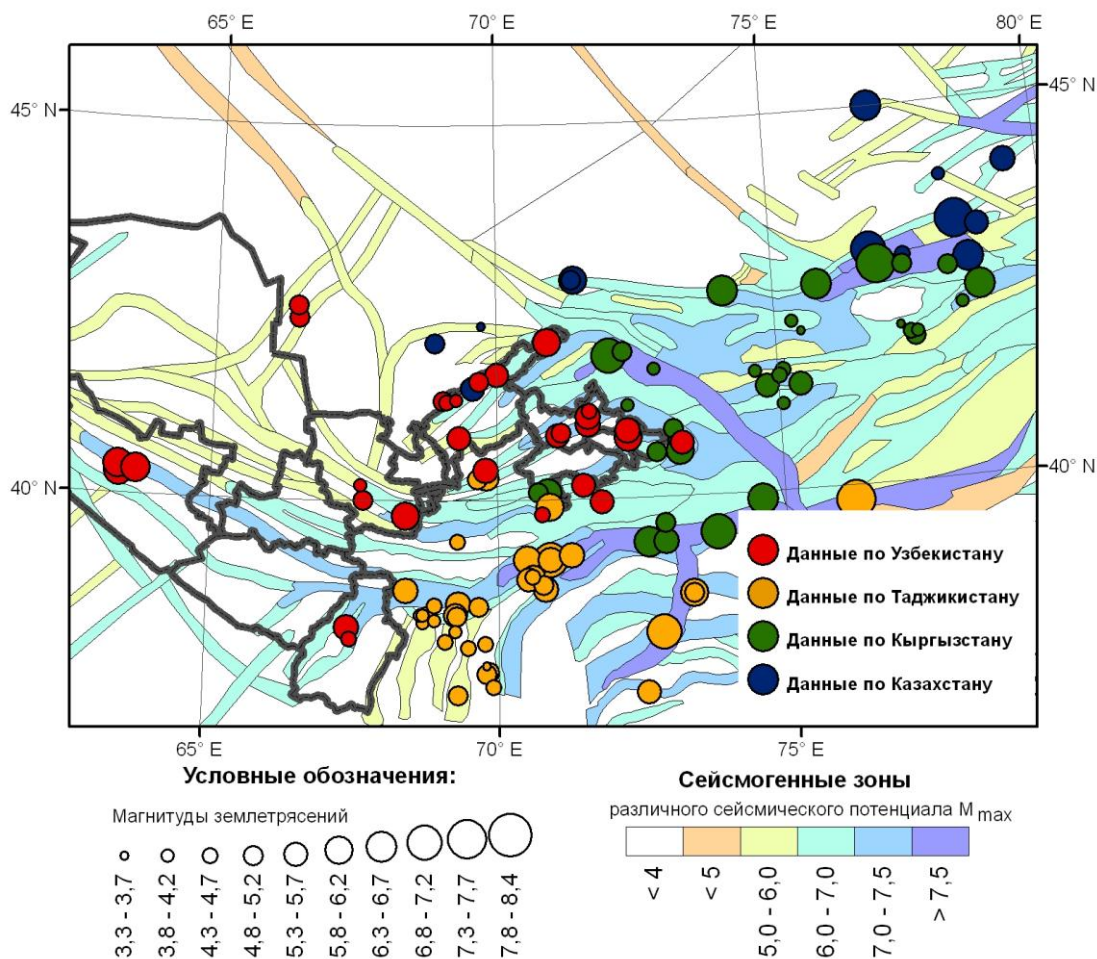 65° E 70° E 75° E 80° E
45° N 45° N
40° N 40° N
Данные по Узбекистану
Данные по Таджикистану
Данные по Кыргызстану
Данные по Казахстану
65° E 70° E 75° E
Условные обозначения:
Магнитуды землетрясений
3,3 - 3,7
3,8 - 4,2
4,3 - 4,7
4,8 - 5,2
5,3 - 5,7
5,8 - 6,2
6,3 - 6,7
6,8 - 7,2
7,3 - 7,7
7,8 - 8,4
Сейсмогенные зоны
различного сейсмического потенциала M max
< 4
< 5
5,0 - 6,0
6,0 - 7,0
7,0 - 7,5
> 7,5